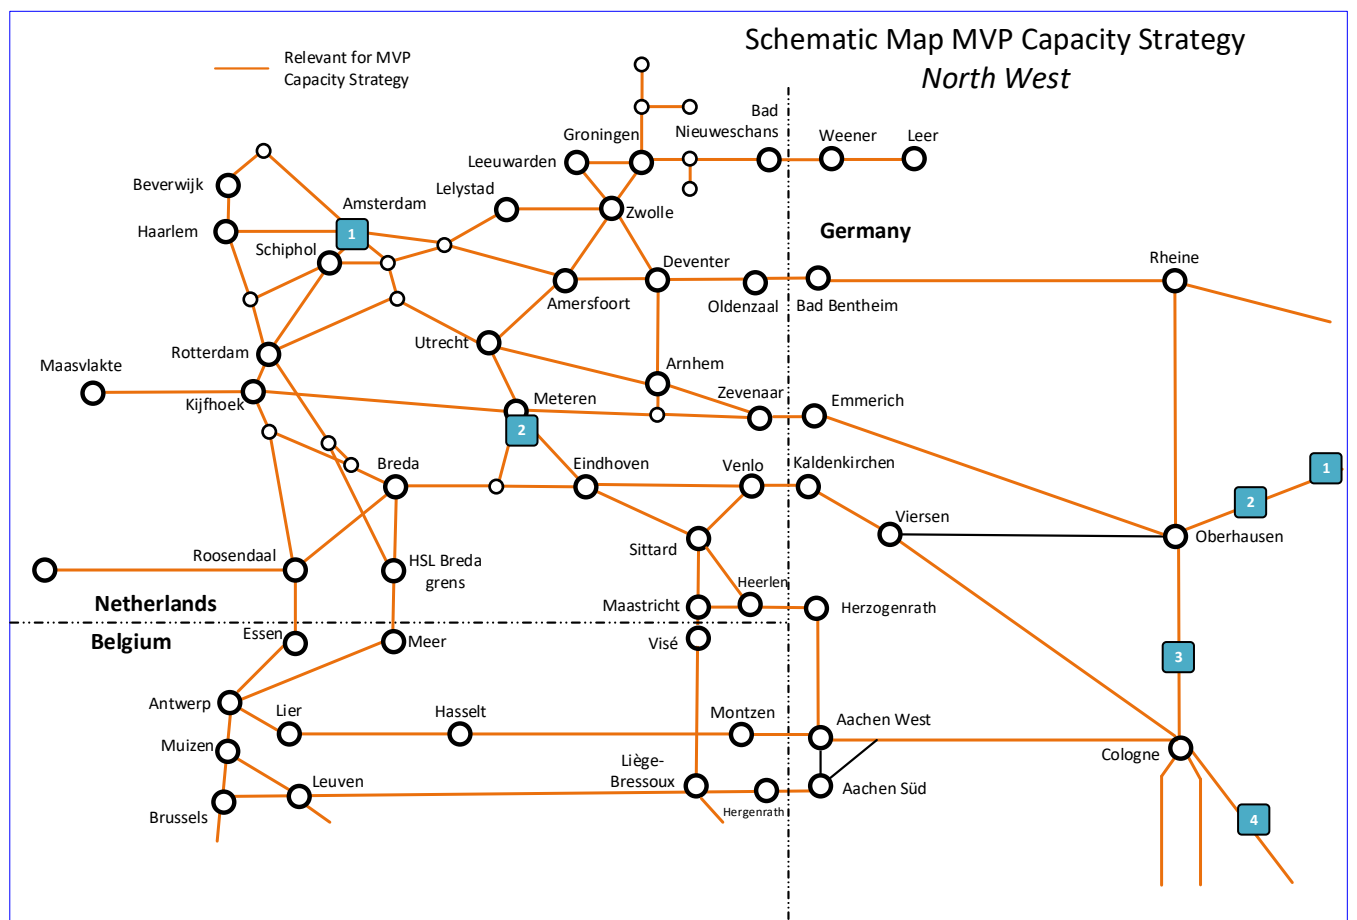 Schematic Map MVP Capacity Strategy
North West
Relevant for MVP
Capacity Strategy
Bad
Nieuweschans
Weener
Leer
Groningen
Leeuwarden
Beverwijk
Lelystad
Amsterdam
Zwolle
Haarlem
1
Germany
Schiphol
Deventer
Rheine
Amersfoort
Oldenzaal
Bad Bentheim
Utrecht
Rotterdam
Maasvlakte
Arnhem
Kijfhoek
Meteren
Zevenaar
Emmerich
2
Breda
Eindhoven
Venlo
Kaldenkirchen
1
2
Viersen
Oberhausen
Sittard
Roosendaal
HSL Breda
grens
Heerlen
Netherlands
Maastricht
Herzogenrath
Belgium
Essen
Meer
Visé
3
Antwerp
Lier
Hasselt
Montzen
Aachen West
Muizen
Cologne
Liège-
Bressoux
Leuven
Aachen Süd
Hergenrath
Brussels
4